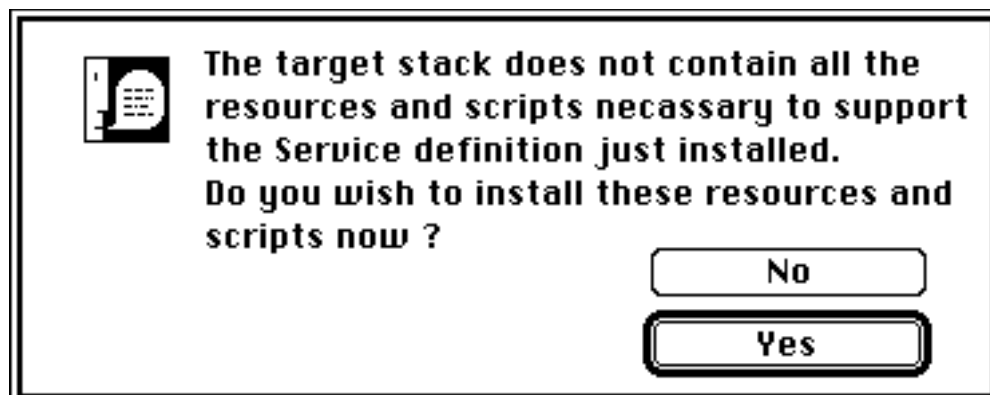 The target stack does not contain all the
resources and scripts necassary to support
the Service definition just installed.
Do you wish to install these resources and
scripts now ?
No
Yes